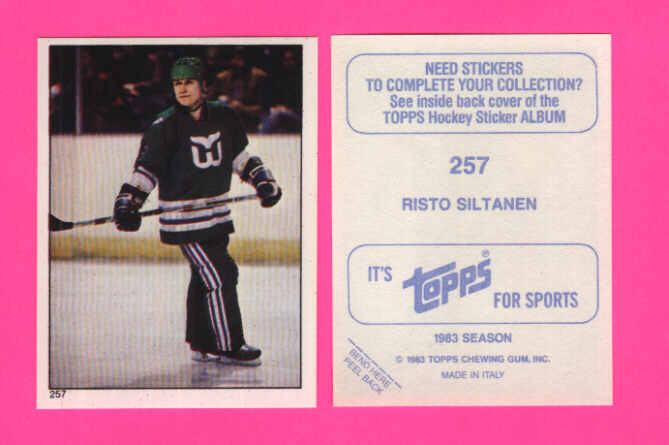 257
NEED STICKERS
TO COMPLETE YOUR COLLECTION?
See inside back cover of the
TOPPS Hockey Sticker ALBUM
257
RISTO SILTANEN
IT'S topps® FOR SPORTS
1983 SEASON
© 1983 TOPPS CHEWING GUM, INC.
MADE IN ITALY
BEND HERE
PEEL BACK